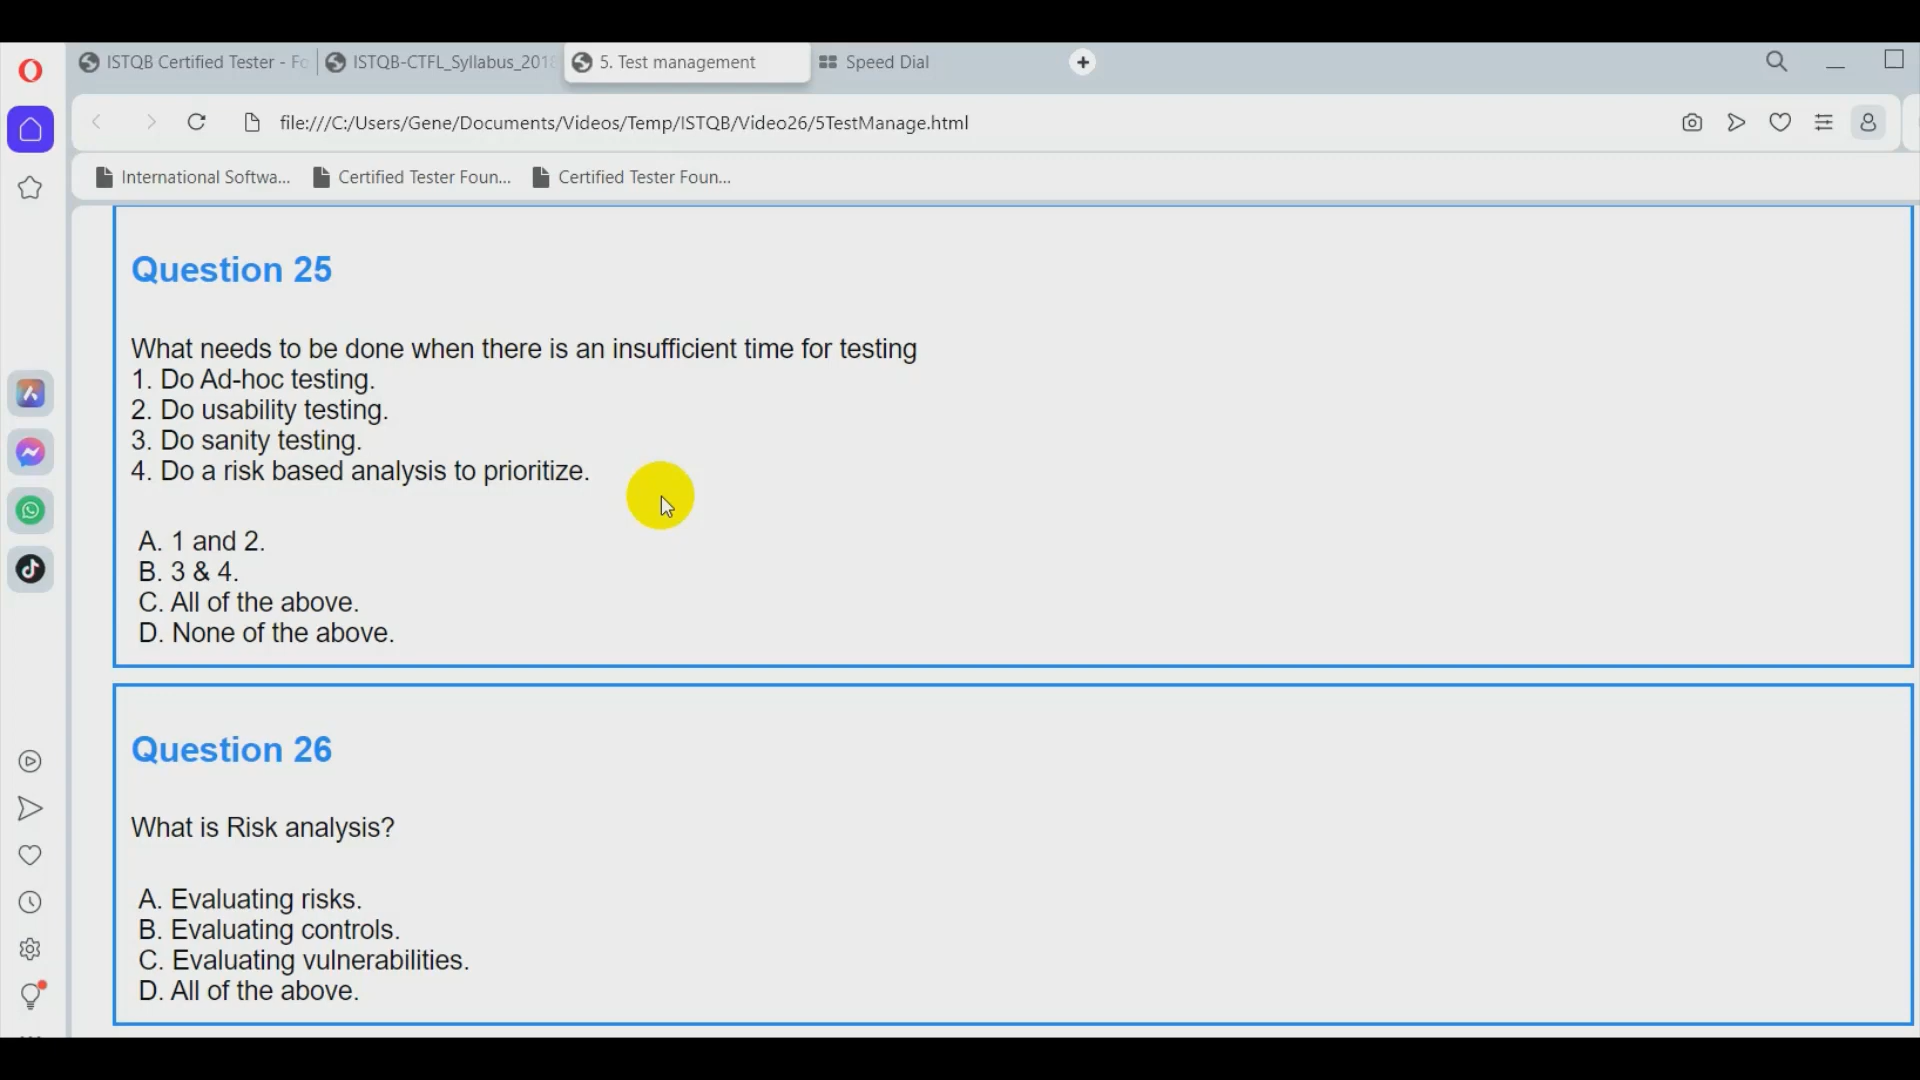 ISTQB Certified Tester - Fo
ISTQB-CTFL_Syllabus_2018
5. Test management
Speed Dial
file:///C:/Users/Gene/Documents/Videos/Temp/ISTQB/Video26/5TestManage.html
International Softwa...
Certified Tester Foun...
Certified Tester Foun...
Question 25
What needs to be done when there is an insufficient time for testing
1. Do Ad-hoc testing.
2. Do usability testing.
3. Do sanity testing.
4. Do a risk based analysis to prioritize.
A. 1 and 2.
B. 3 & 4.
C. All of the above.
D. None of the above.
Question 26
What is Risk analysis?
A. Evaluating risks.
B. Evaluating controls.
C. Evaluating vulnerabilities.
D. All of the above.